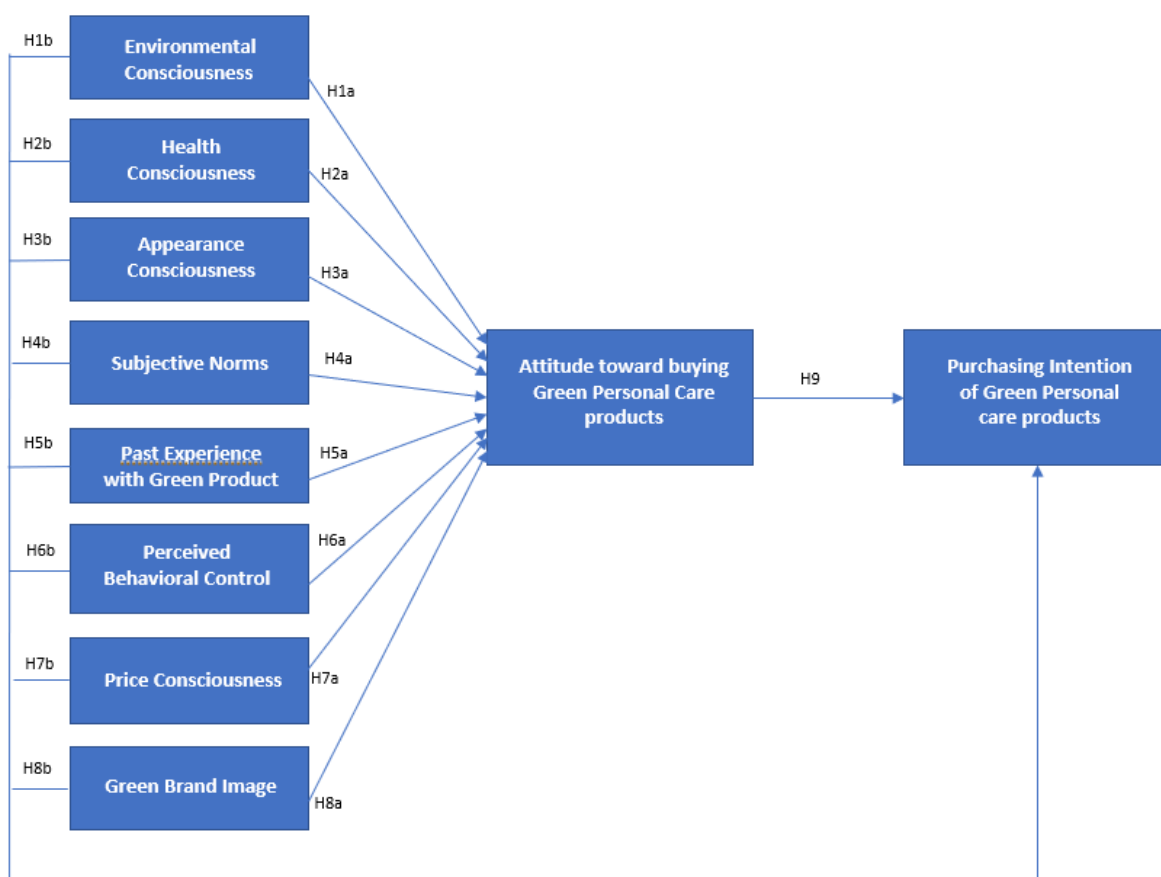 H1b
Environmental
Consciousness
H1a
H2b
Health
Consciousness
H2a
H3b
Appearance
Consciousness
H3a
H4b
Subjective Norms
H4a
H5b
Past Experience
with Green Product
H5a
H6b
Perceived
Behavioral Control
H6a
H7b
Price Consciousness
H7a
H8b
Green Brand Image
H8a
Attitude toward buying
Green Personal Care
products
H9
Purchasing Intention
of Green Personal
care products